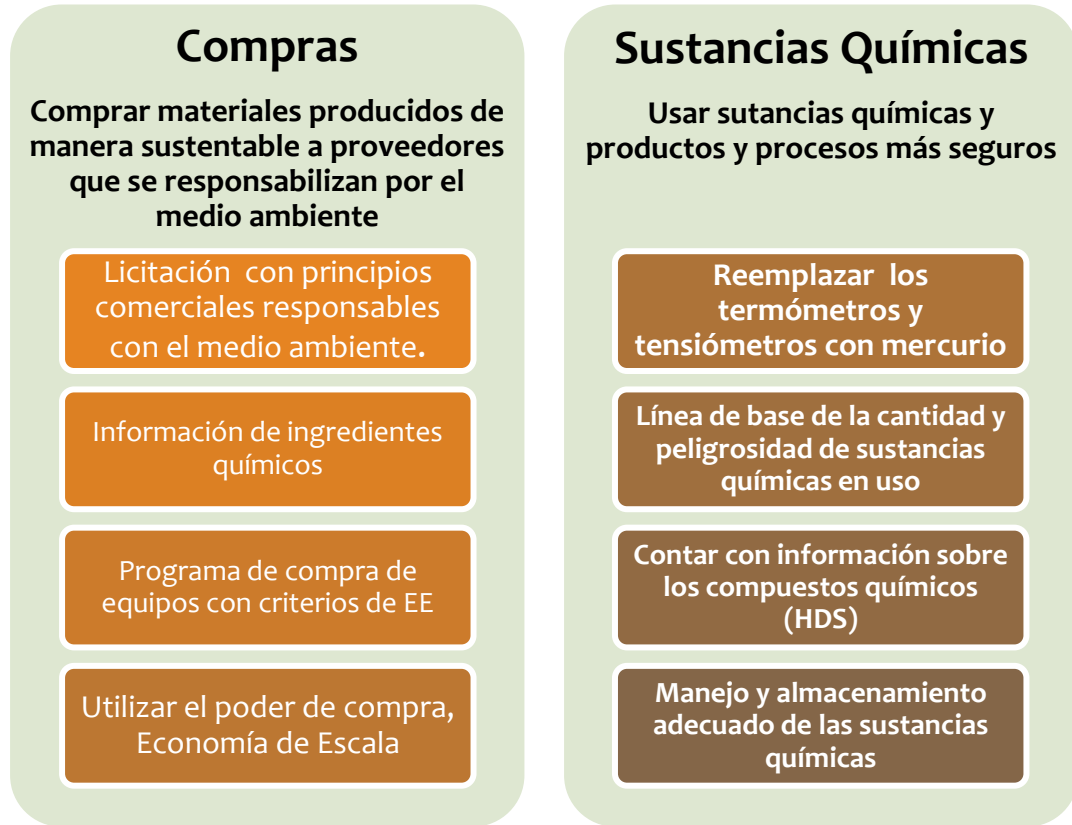 Compras
Comprar materiales producidos de
manera sustentable a proveedores
que se responsabilizan por el
medio ambiente
Licitación con principios
comerciales responsables
con el medio ambiente.
Información de ingredientes
químicos
Programa de compra de
equipos con criterios de EE
Utilizar el poder de compra,
Economía de Escala
Sustancias Químicas
Usar sutancias químicas y
productos y procesos más seguros
Reemplazar los
termómetros y
tensiómetros con mercurio
Línea de base de la cantidad y
peligrosidad de sustancias
químicas en uso
Contar con información sobre
los compuestos químicos
(HDS)
Manejo y almacenamiento
adecuado de las sustancias
químicas